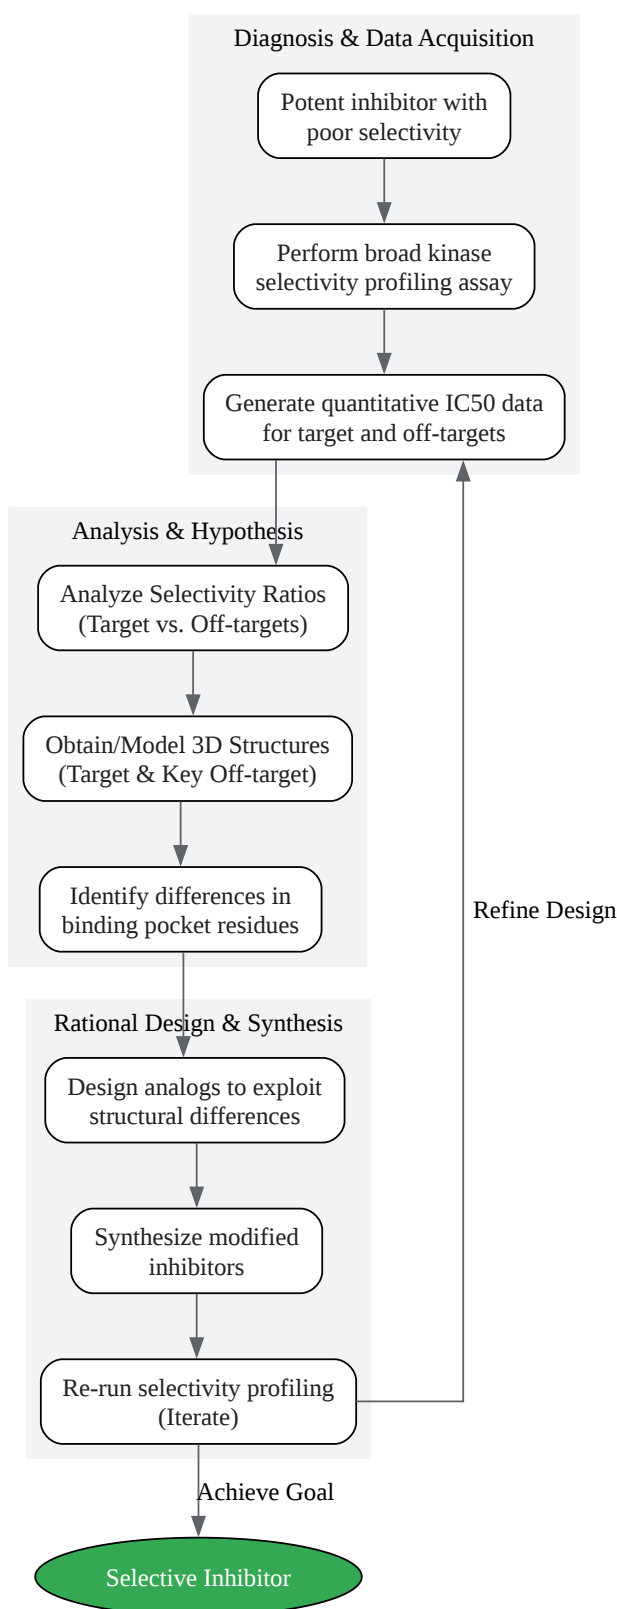 Diagnosis & Data Acquisition
Potent inhibitor with
poor selectivity
Perform broad kinase
selectivity profiling assay
Generate quantitative IC50 data
for target and off-targets
Analysis & Hypothesis
Analyze Selectivity Ratios
(Target vs. Off-targets)
Obtain/Model 3D Structures
(Target & Key Off-target)
Identify differences in
binding pocket residues
Refine Design
Rational Design & Synthesis
Design analogs to exploit
structural differences
Synthesize modified
inhibitors
Re-run selectivity profiling
(Iterate)
Achieve Goal
Selective Inhibitor